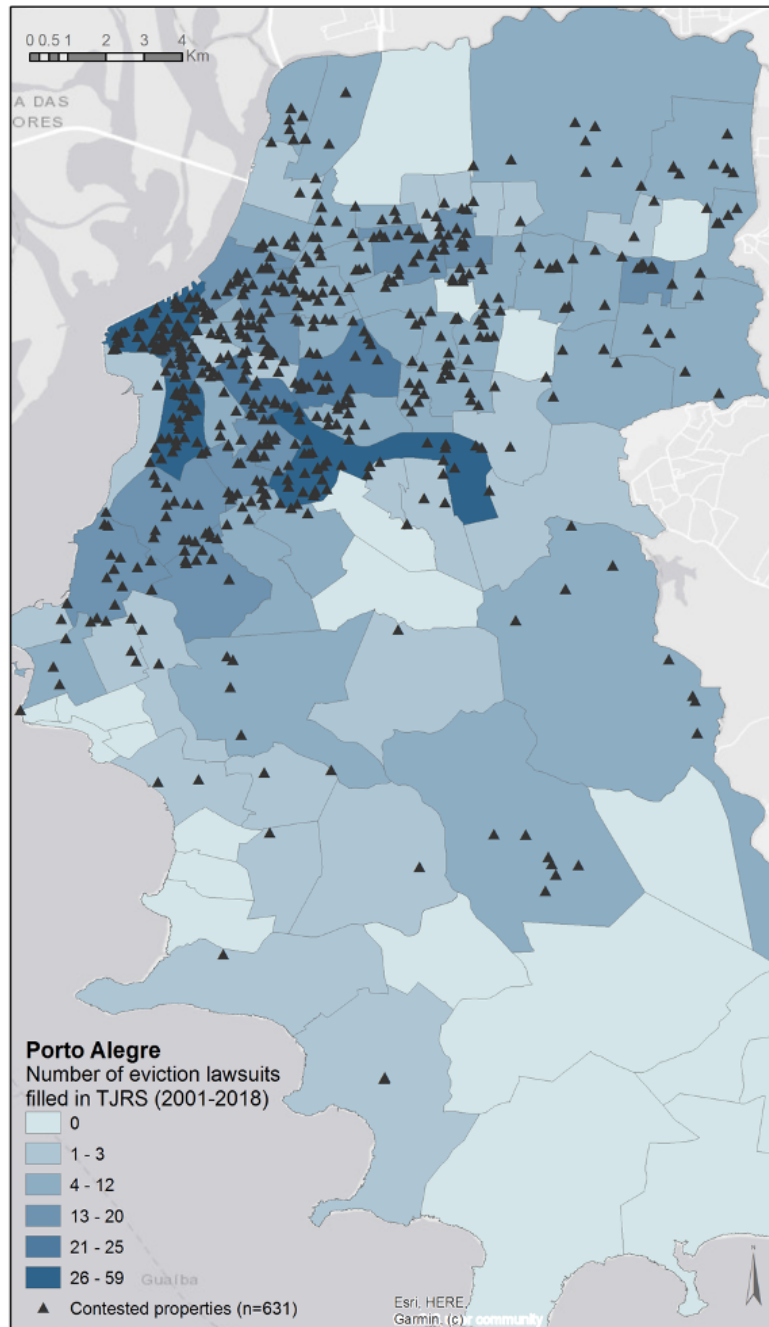 0 0.5 1 2 3 4
Km
A DAS
ORES
Porto Alegre
Number of eviction lawsuits
filled in TJRS (2001-2018)
0
1 - 3
4 - 12
13 - 20
21 - 25
26 - 59
Guaíba
Contested properties (n=631)
N
Esri, HERE,
Garmin, (c)
community